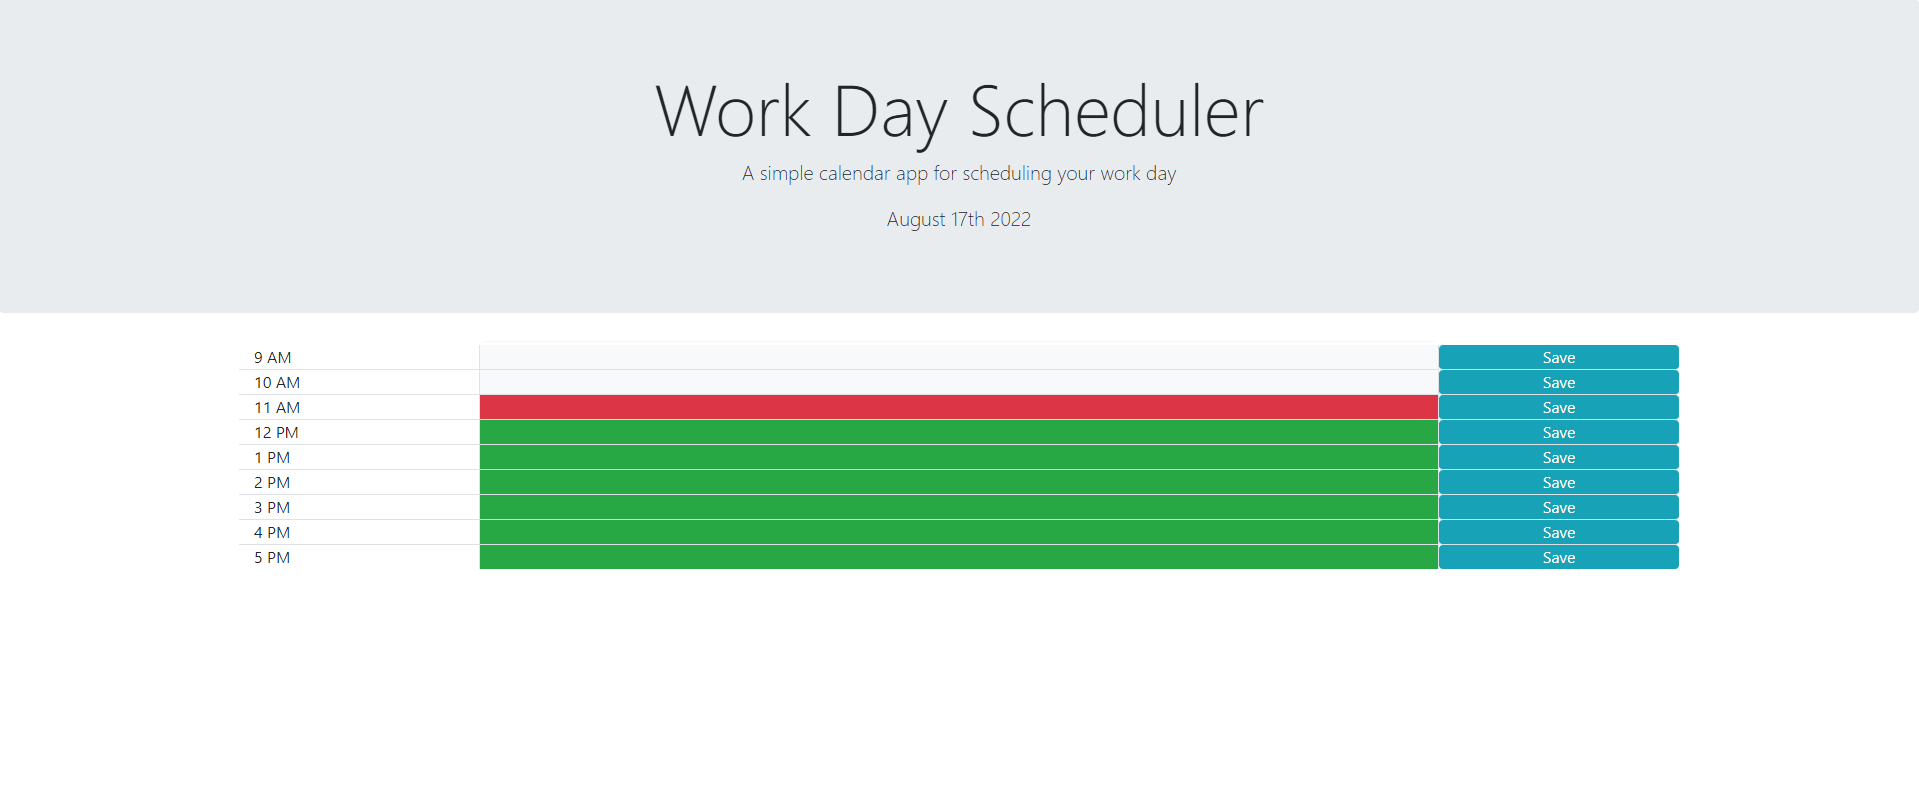 Work Day Scheduler
A simple calendar app for scheduling your work day
August 17th 2022
9 AM Save
10 AM Save
11 AM Save
12 PM Save
1 PM Save
2 PM Save
3 PM Save
4 PM Save
5 PM Save